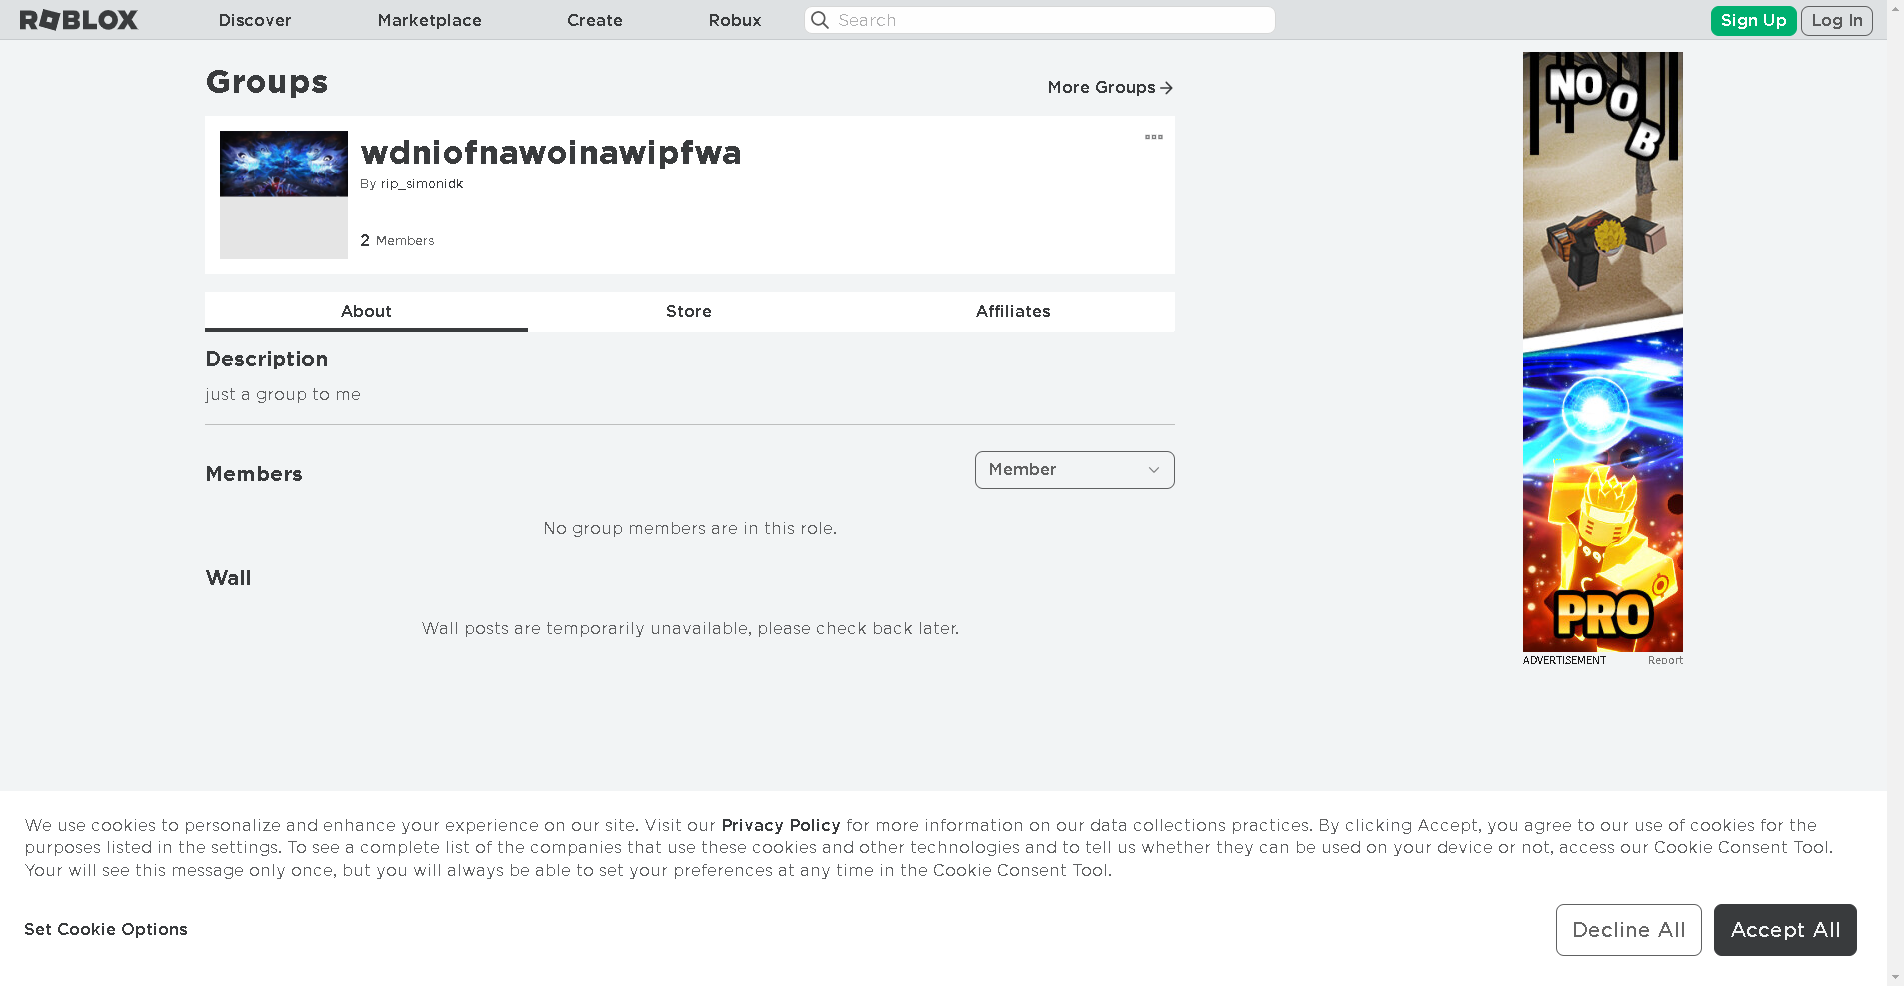 ROBLOX Discover Marketplace Create Robux Search Sign Up Log In
Groups
More Groups
wdniofnawoinawipfwa
By rip_simonidk
2 Members
About Store Affiliates
Description
just a group to me
Members
Member
No group members are in this role.
Wall
Wall posts are temporarily unavailable, please check back later.
NOOB
PRO
ADVERTISEMENT Report
We use cookies to personalize and enhance your experience on our site. Visit our Privacy Policy for more information on our data collections practices. By clicking Accept, you agree to our use of cookies for the
purposes listed in the settings. To see a complete list of the companies that use these cookies and other technologies and to tell us whether they can be used on your device or not, access our Cookie Consent Tool.
Your will see this message only once, but you will always be able to set your preferences at any time in the Cookie Consent Tool.
Set Cookie Options
Decline All
Accept All